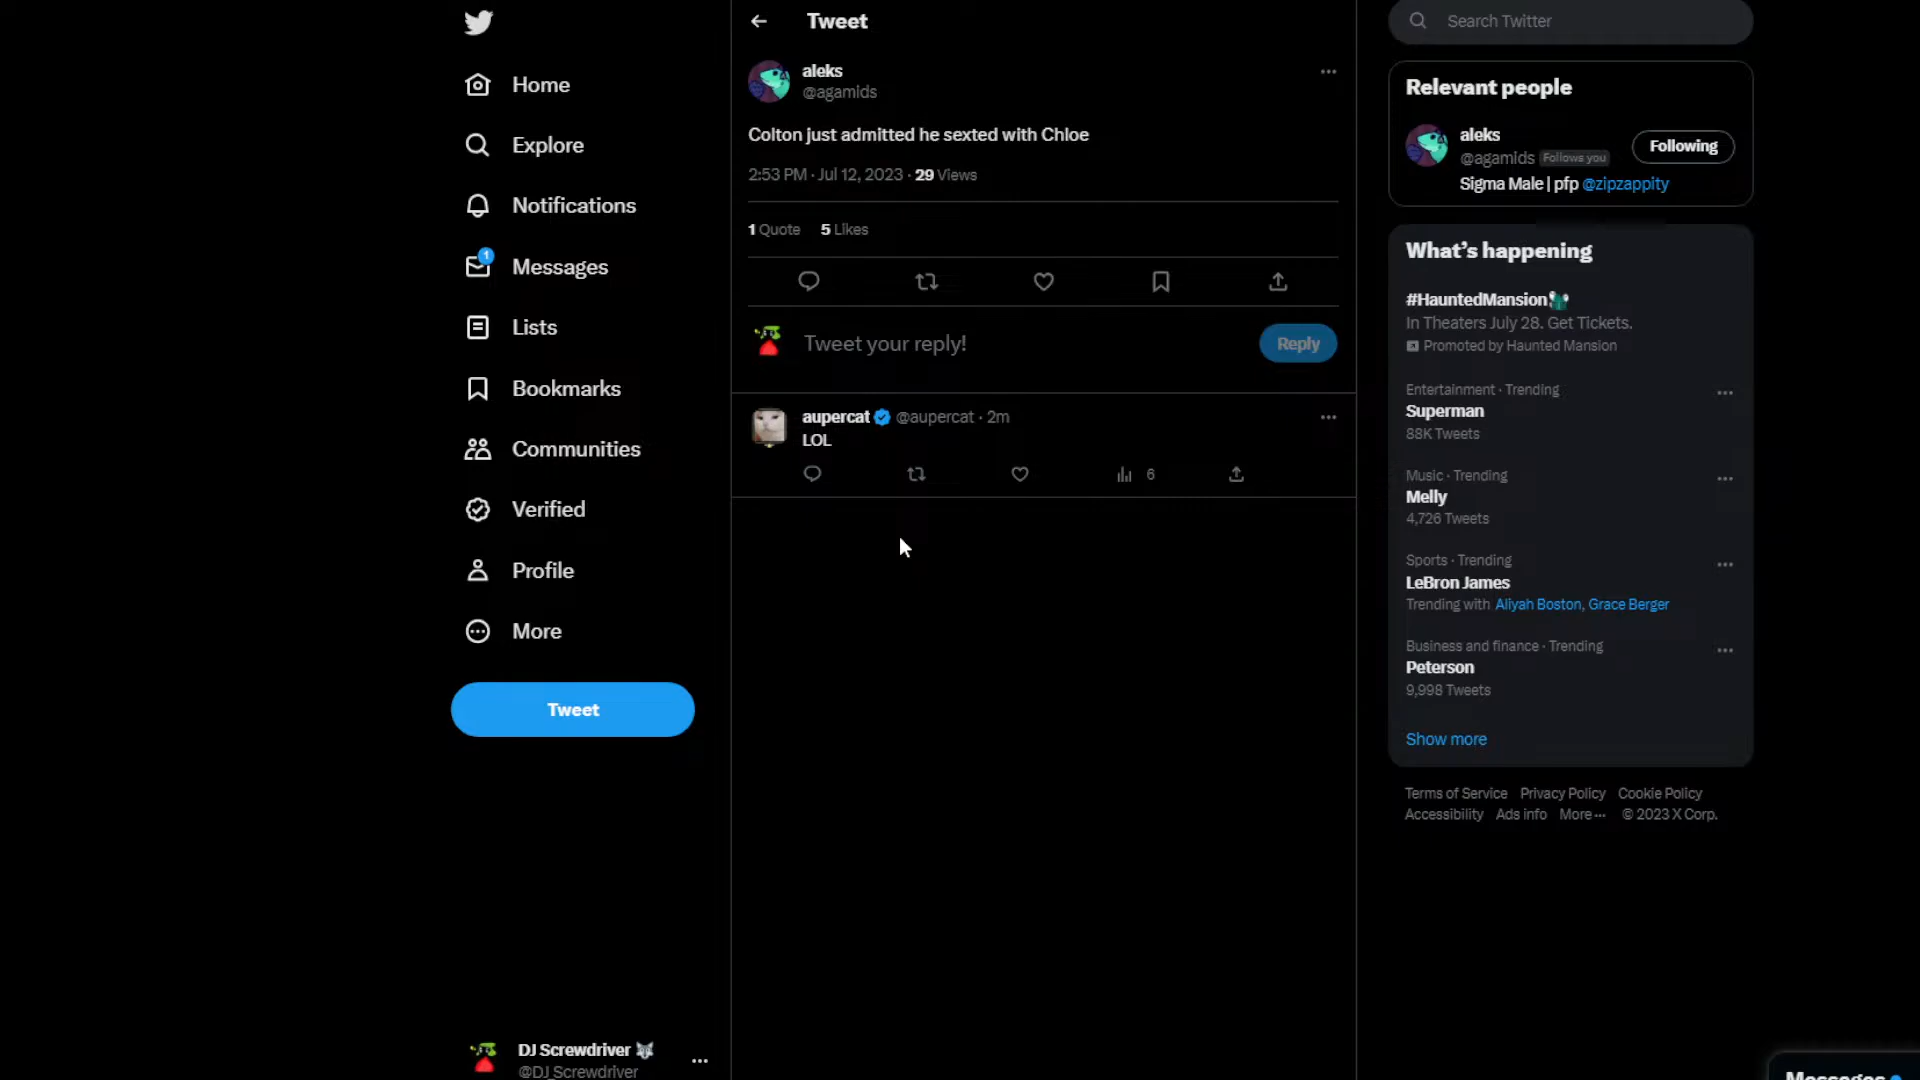 Home
Explore
Notifications
1
Messages
Lists
Bookmarks
Communities
Verified
Profile
More
Tweet
DJ Screwdriver
@DJ_Screwdriver
Tweet
aleks
@agamids
Colton just admitted he sexted with Chloe
2:53 PM · Jul 12, 2023 · 29 Views
1 Quote 5 Likes
Tweet your reply!
Reply
aupercat @aupercat · 2m
LOL
6
Search Twitter
Relevant people
aleks
@agamids Follows you
Following
Sigma Male | pfp @zipzappity
What's happening
#HauntedMansion
In Theaters July 28. Get Tickets.
Promoted by Haunted Mansion
Entertainment · Trending
Superman
88K Tweets
Music · Trending
Melly
4,726 Tweets
Sports · Trending
LeBron James
Trending with Aliyah Boston, Grace Berger
Business and finance · Trending
Peterson
9,998 Tweets
Show more
Terms of Service Privacy Policy Cookie Policy
Accessibility Ads info More ··· © 2023 X Corp.
Messages